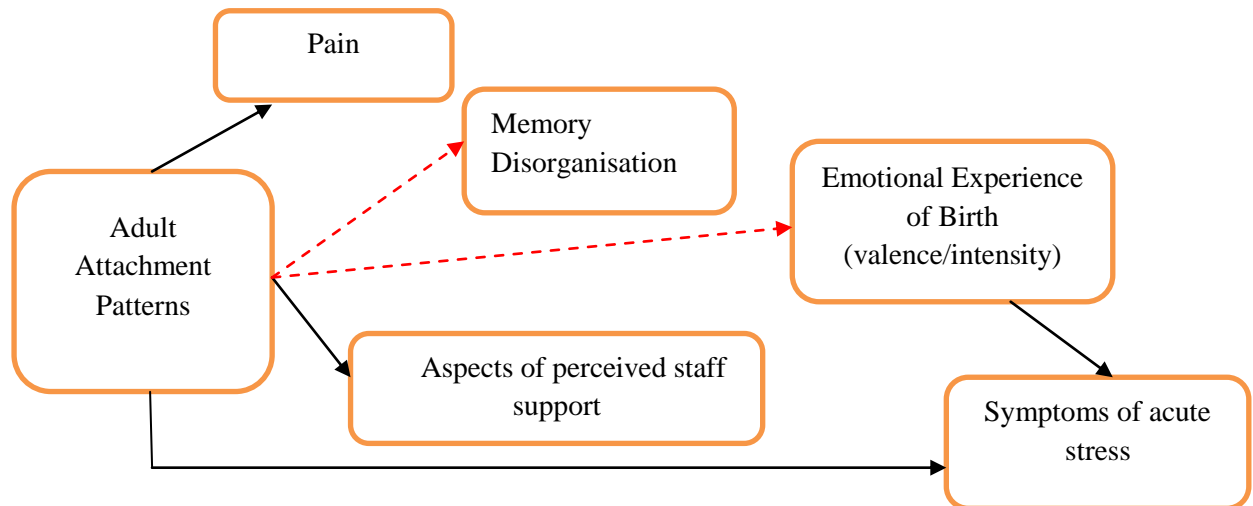 Pain
Memory
Disorganisation
Emotional Experience
of Birth
(valence/intensity)
Adult
Attachment
Patterns
Aspects of perceived staff
support
Symptoms of acute
stress